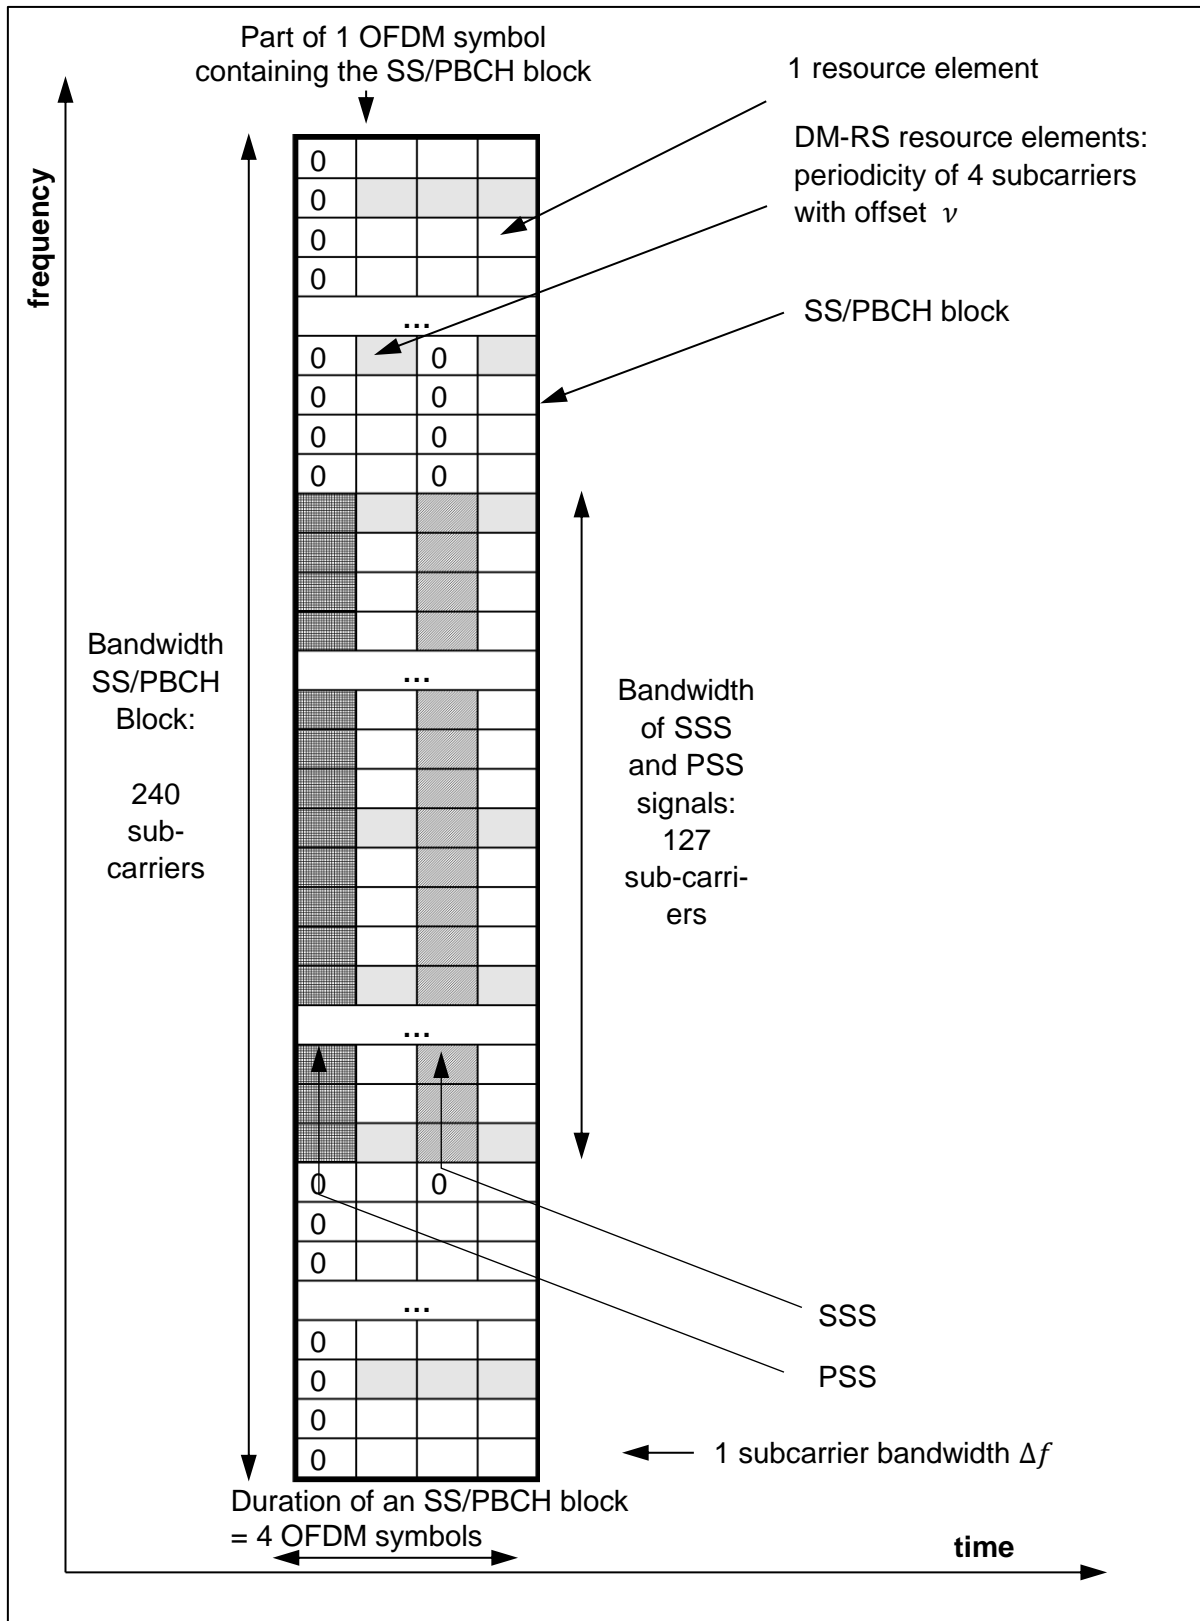 Part of 1 OFDM symbol
containing the SS/PBCH block
1 resource element
DM-RS resource elements:
periodicity of 4 subcarriers
with offset ν
SS/PBCH block
frequency
0
0
0
0
...
0 0
0 0
0 0
0 0
...
...
0 0
0
0
...
0
0
0
0
Bandwidth
SS/PBCH
Block:
240
sub-
carriers
Bandwidth
of SSS
and PSS
signals:
127
sub-carri-
ers
SSS
PSS
1 subcarrier bandwidth Δf
Duration of an SS/PBCH block
= 4 OFDM symbols
time